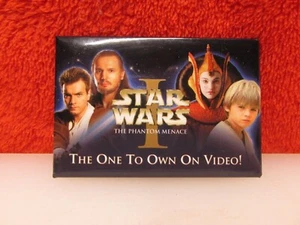 I
STAR
WARS
THE PHANTOM MENACE
THE ONE TO OWN ON VIDEO!